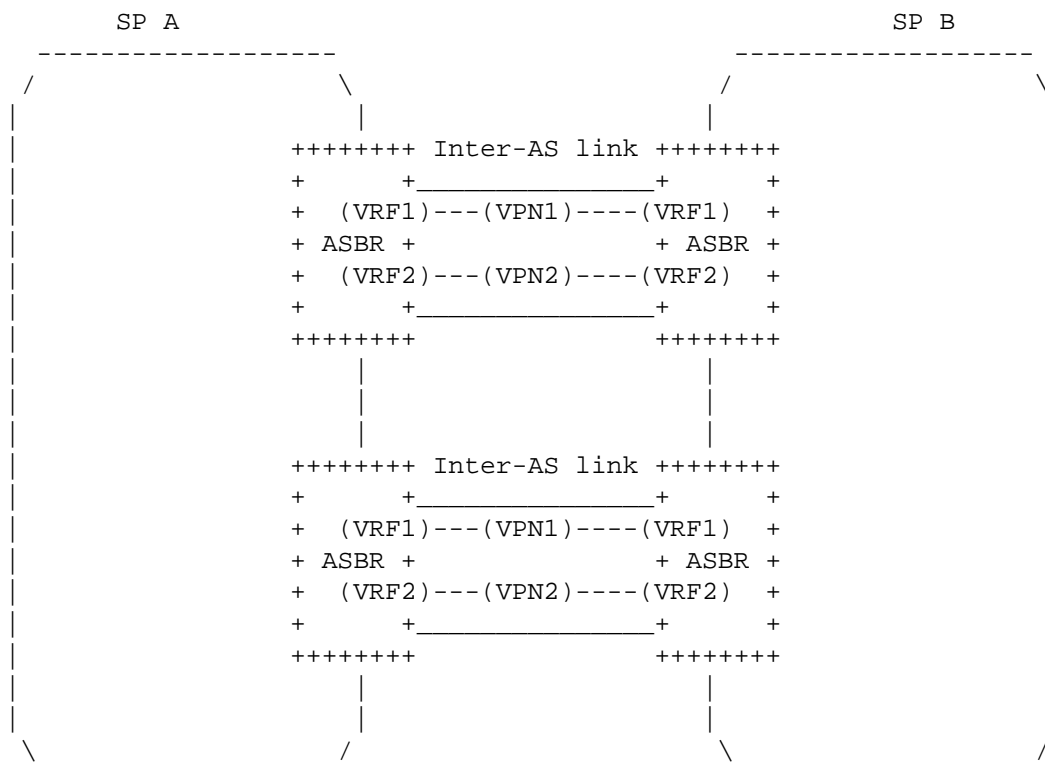 SP A SP B
Inter-AS link
(VRF1)---(VPN1)----(VRF1)
ASBR ASBR
(VRF2)---(VPN2)----(VRF2)
Inter-AS link
(VRF1)---(VPN1)----(VRF1)
ASBR ASBR
(VRF2)---(VPN2)----(VRF2)